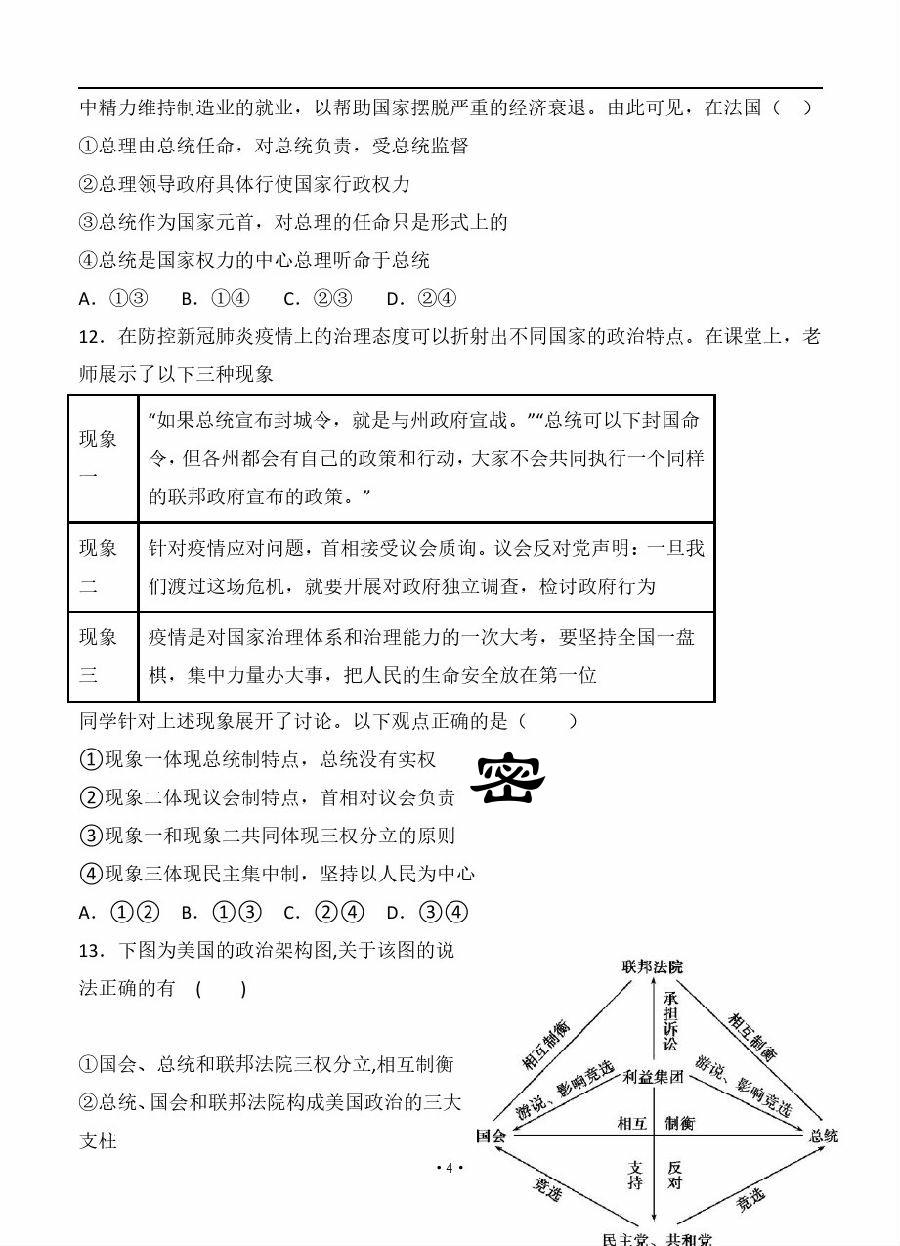 中精力维持制造业的就业，以帮助国家摆脱严重的经济衰退。由此可见，在法国（　）
①总理由总统任命，对总统负责，受总统监督
②总理领导政府具体行使国家行政权力
③总统作为国家元首，对总理的任命只是形式上的
④总统是国家权力的中心总理听命于总统
A．①③　B．①④　C．②③　D．②④
12．在防控新冠肺炎疫情上的治理态度可以折射出不同国家的政治特点。在课堂上，老
师展示了以下三种现象
现象
一
“如果总统宣布封城令，就是与州政府宣战。”“总统可以下封国命
令，但各州都会有自己的政策和行动，大家不会共同执行一个同样
的联邦政府宣布的政策。”
现象
二
针对疫情应对问题，首相接受议会质询。议会反对党声明：一旦我
们渡过这场危机，就要开展对政府独立调查，检讨政府行为
现象
三
疫情是对国家治理体系和治理能力的一次大考，要坚持全国一盘
棋，集中力量办大事，把人民的生命安全放在第一位
同学针对上述现象展开了讨论。以下观点正确的是（　　）
①现象一体现总统制特点，总统没有实权
②现象二体现议会制特点，首相对议会负责
③现象一和现象二共同体现三权分立的原则
④现象三体现民主集中制，坚持以人民为中心
密
A．①②　B．①③　C．②④　D．③④
13．下图为美国的政治架构图,关于该图的说
法正确的有　(　　)
①国会、总统和联邦法院三权分立,相互制衡
②总统、国会和联邦法院构成美国政治的三大
支柱
联邦法院
承担诉讼
相互制衡
相互制衡
利益集团
游说、影响竞选
游说、影响竞选
相互　制衡
国会
总统
支持
反对
竞选
竞选
民主党、共和党
·4·